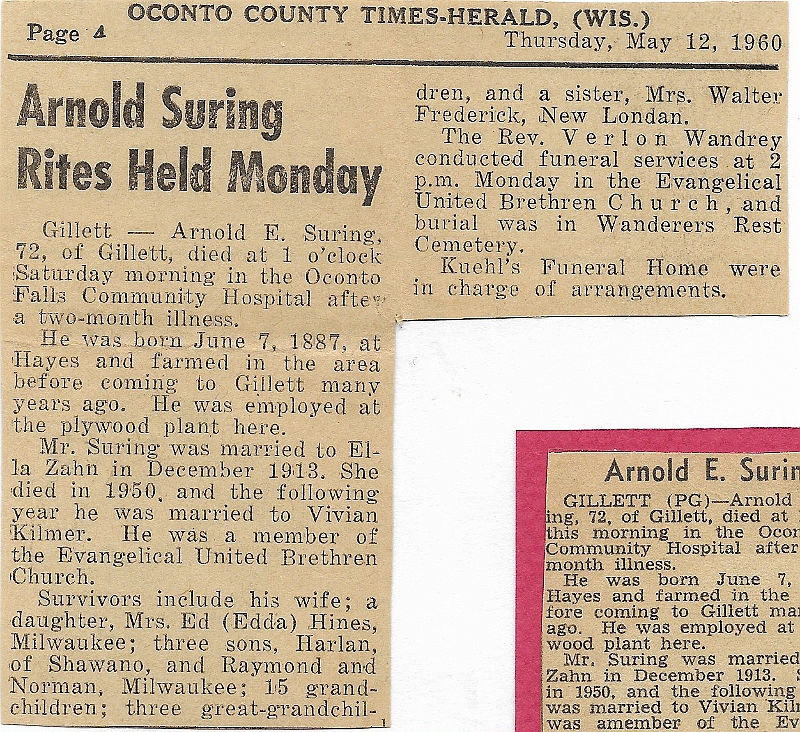 OCONTO COUNTY TIMES-HERALD, (WIS.)
Page 4
Thursday, May 12, 1960
Arnold Suring
Rites Held Monday
Gillett — Arnold E. Suring,
72, of Gillett, died at 1 o'clock
Saturday morning in the Oconto
Falls Community Hospital after
a two-month illness.
He was born June 7, 1887, at
Hayes and farmed in the area
before coming to Gillett many
years ago. He was employed at
the plywood plant here.
Mr. Suring was married to El-
la Zahn in December 1913. She
died in 1950, and the following
year he was married to Vivian
Kilmer. He was a member of
the Evangelical United Brethren
Church.
Survivors include his wife; a
daughter, Mrs. Ed (Edda) Hines,
Milwaukee; three sons, Harlan,
of Shawano, and Raymond and
Norman, Milwaukee; 15 grand-
children; three great-grandchil-
dren, and a sister, Mrs. Walter
Frederick, New Londan.
The Rev. Verlon Wandrey
conducted funeral services at 2
p.m. Monday in the Evangelical
United Brethren Church, and
burial was in Wanderers Rest
Cemetery.
Kuehl's Funeral Home were
in charge of arrangements.
Arnold E. Surin
GILLETT (PG)—Arnold
ing, 72, of Gillett, died at
this morning in the Ocon
Community Hospital after
month illness.
He was born June 7,
Hayes and farmed in the
fore coming to Gillett ma
ago. He was employed at
wood plant here.
Mr. Suring was married
Zahn in December 1913. S
in 1950, and the following
was married to Vivian Kil
was amember of the Ev